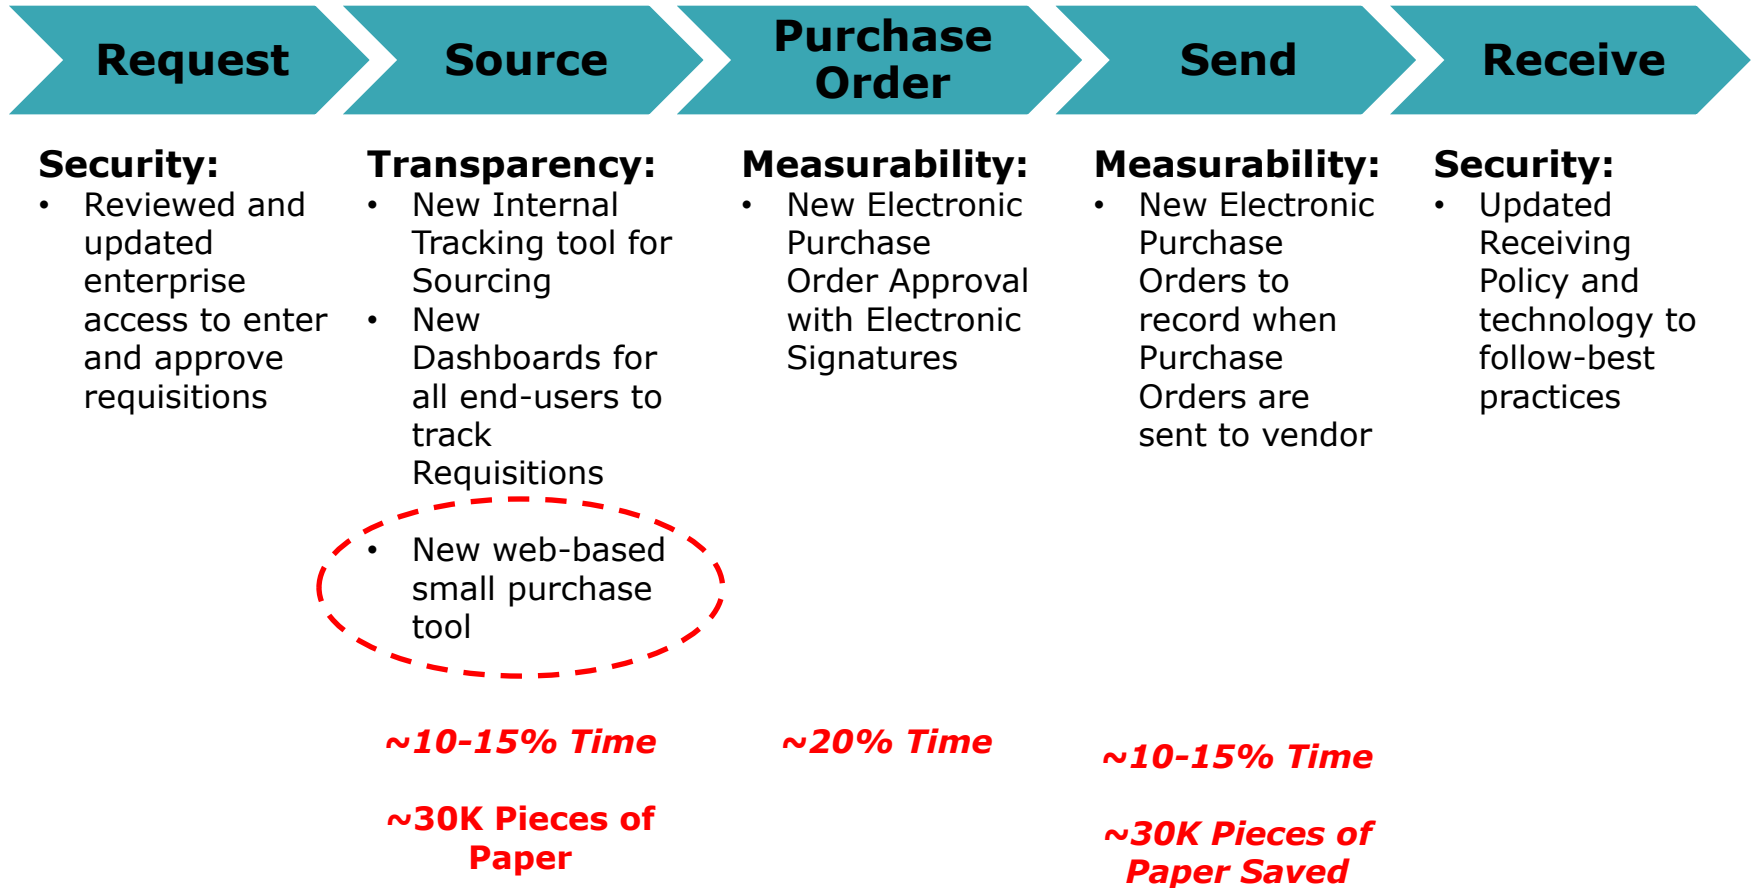 Request
Source
Purchase
Order
Send
Receive
Security:
• Reviewed and
updated
enterprise
access to enter
and approve
requisitions
Transparency:
• New Internal
Tracking tool for
Sourcing
• New
Dashboards for
all end-users to
track
Requisitions
• New web-based
small purchase
tool
~10-15% Time
~30K Pieces of
Paper
Measurability:
• New Electronic
Purchase
Order Approval
with Electronic
Signatures
~20% Time
Measurability:
• New Electronic
Purchase
Orders to
record when
Purchase
Orders are
sent to vendor
~10-15% Time
~30K Pieces of
Paper Saved
Security:
• Updated
Receiving
Policy and
technology to
follow-best
practices